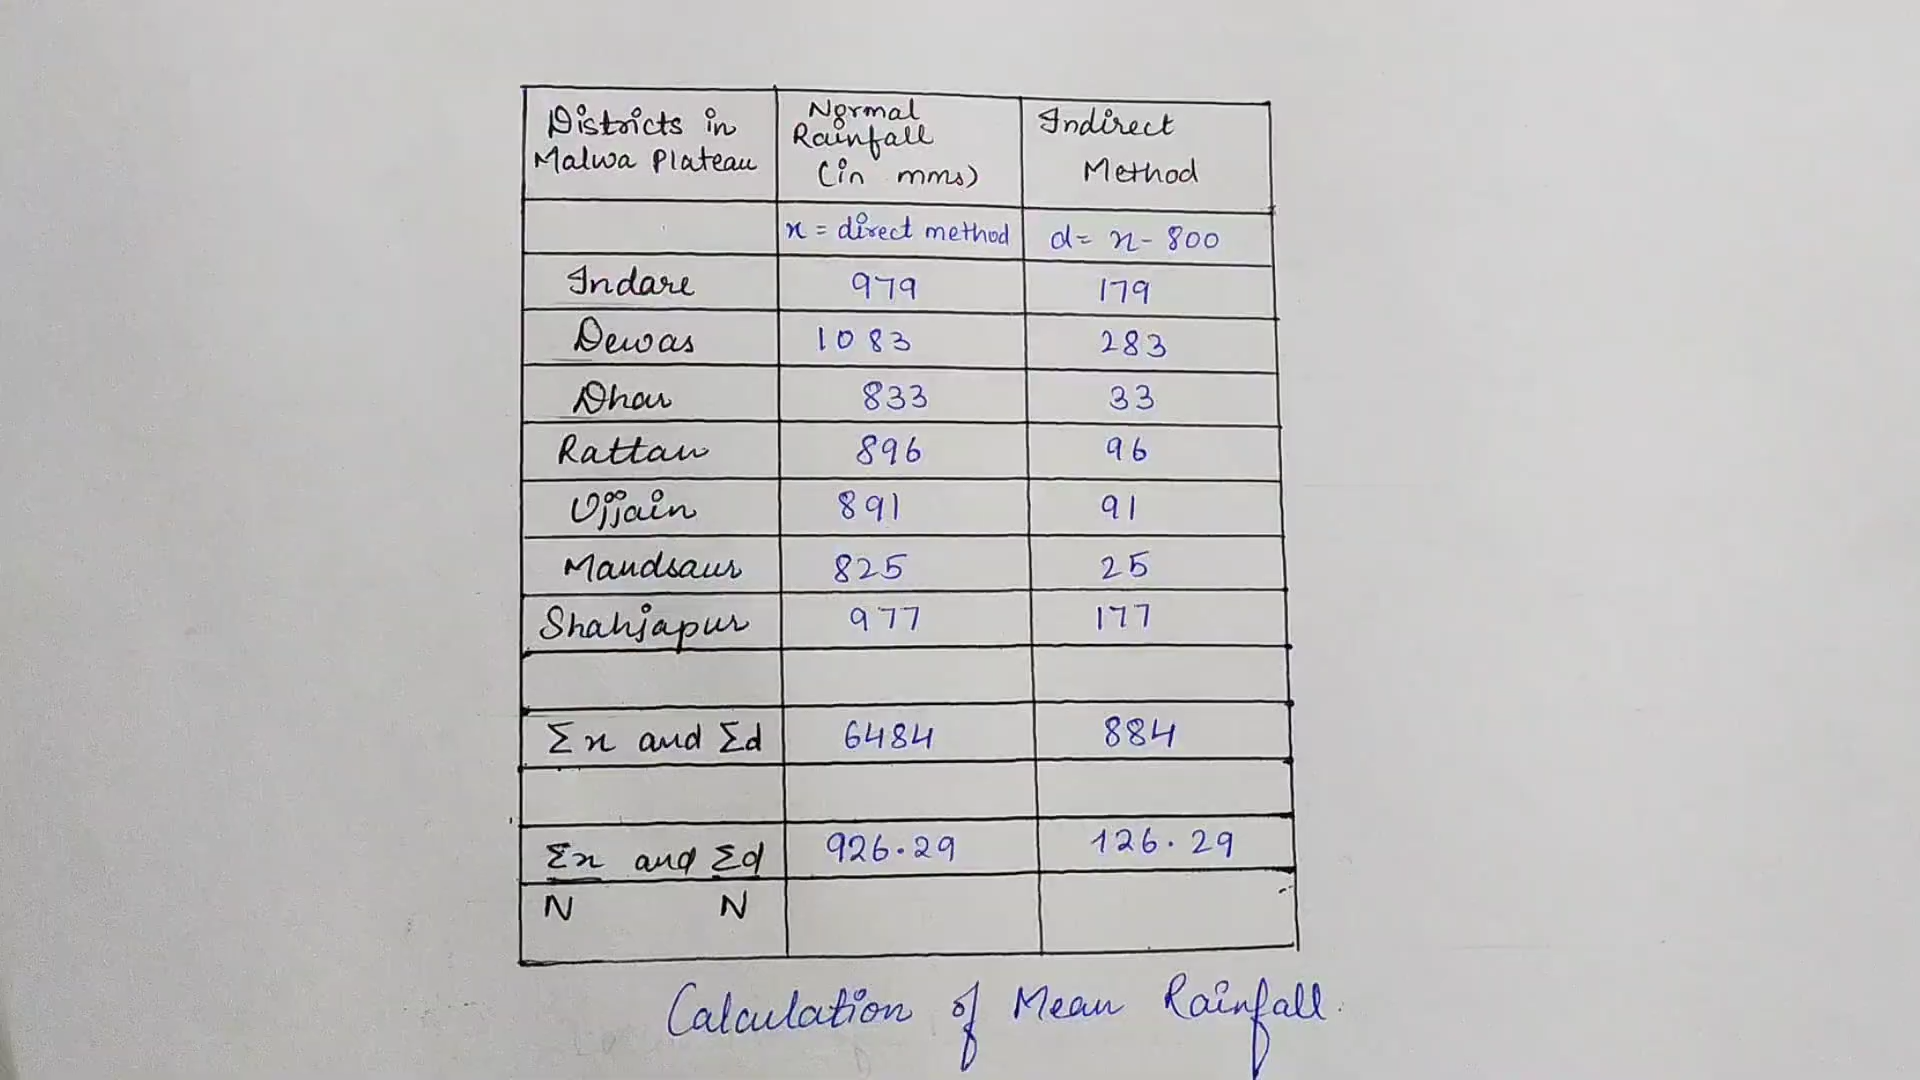 Districts in Malwa Plateau | Normal Rainfall (in mms) | Indirect Method
x = direct method | d = x - 800
Indare | 979 | 179
Dewas | 1083 | 283
Dhar | 833 | 33
Rattan | 896 | 96
Ujjain | 891 | 91
Mandsaur | 825 | 25
Shahjapur | 977 | 177
Σx and Σd | 6484 | 884
Σx and Σd | 926.29 | 126.29
N N
Calculation of Mean Rainfall.